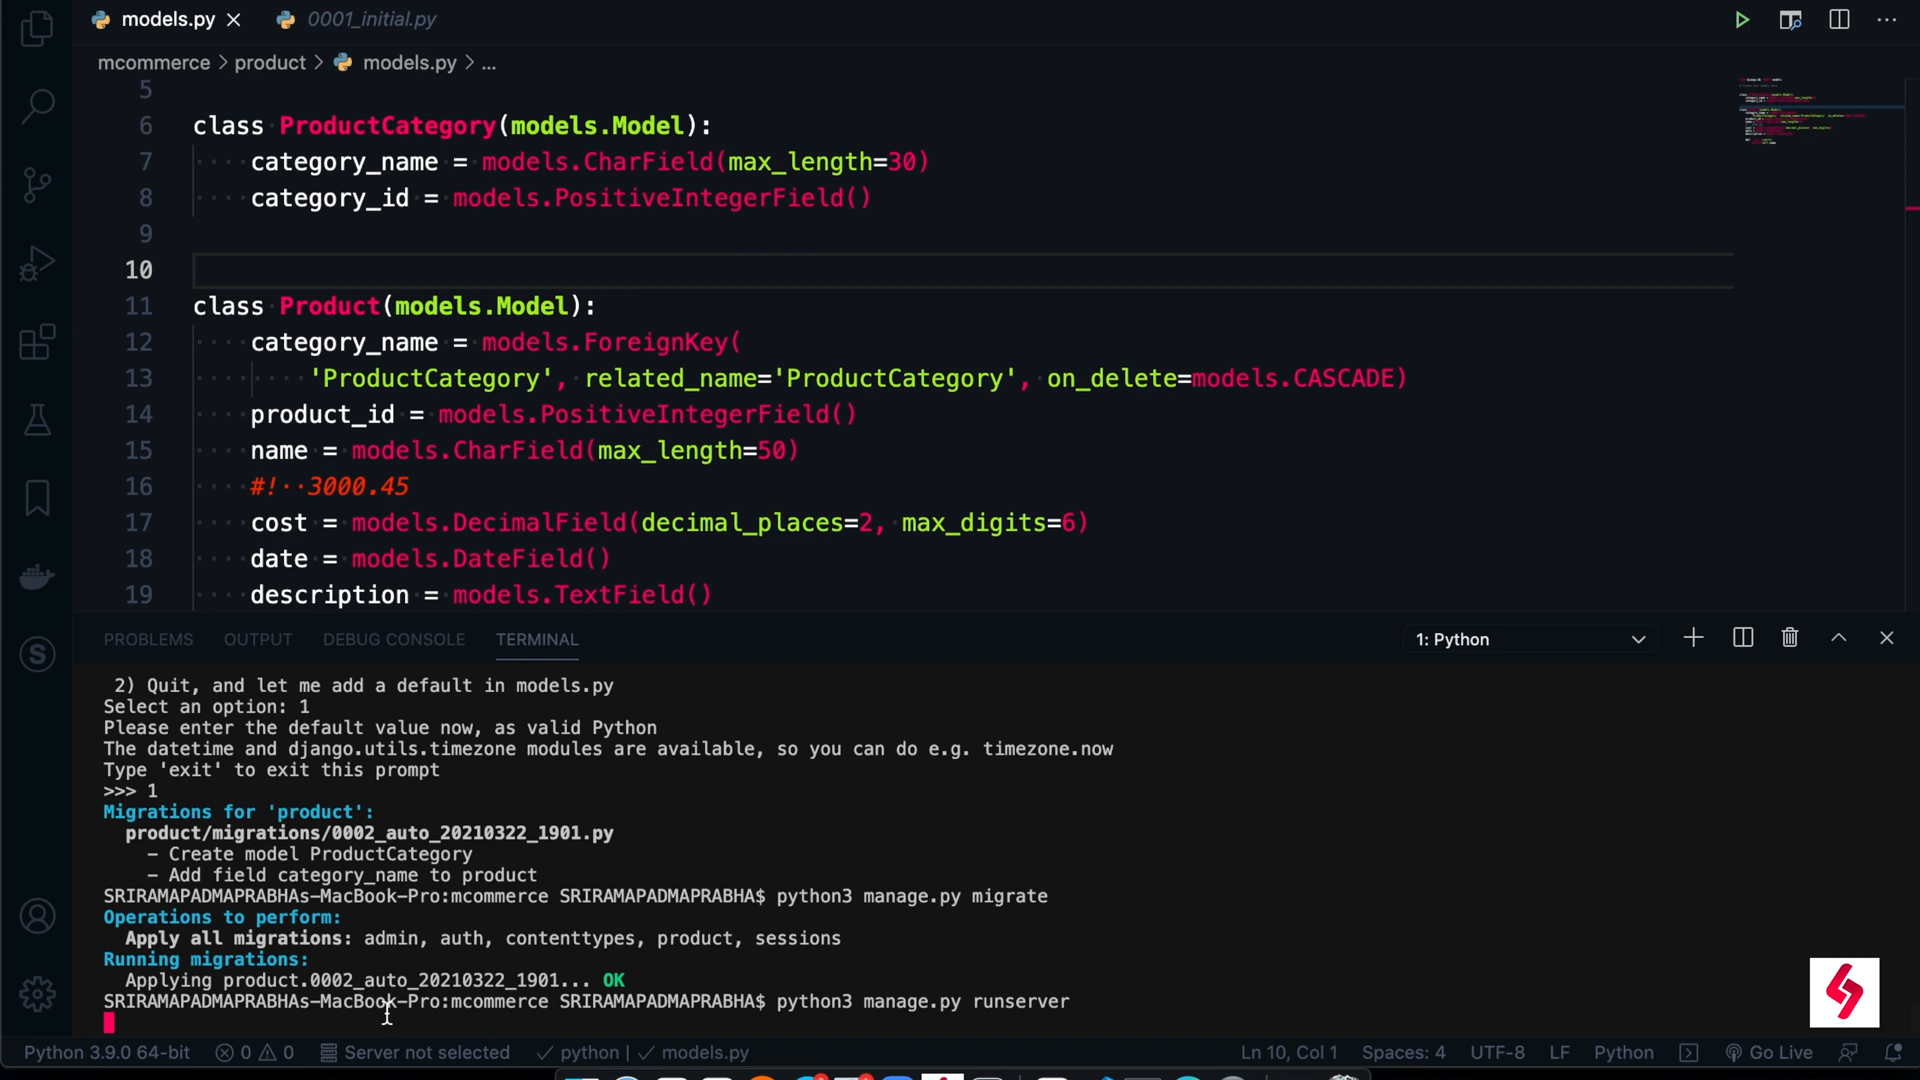 models.py
0001_initial.py
mcommerce > product > models.py > ...
5
6 class ProductCategory(models.Model):
7 category_name = models.CharField(max_length=30)
8 category_id = models.PositiveIntegerField()
9
10
11 class Product(models.Model):
12 category_name = models.ForeignKey(
13 'ProductCategory', related_name='ProductCategory', on_delete=models.CASCADE)
14 product_id = models.PositiveIntegerField()
15 name = models.CharField(max_length=50)
16 #!  3000.45
17 cost = models.DecimalField(decimal_places=2, max_digits=6)
18 date = models.DateField()
19 description = models.TextField()
PROBLEMS OUTPUT DEBUG CONSOLE TERMINAL 1: Python
2) Quit, and let me add a default in models.py
Select an option: 1
Please enter the default value now, as valid Python
The datetime and django.utils.timezone modules are available, so you can do e.g. timezone.now
Type 'exit' to exit this prompt
>>> 1
Migrations for 'product':
product/migrations/0002_auto_20210322_1901.py
– Create model ProductCategory
– Add field category_name to product
SRIRAMAPADMAPRABHAs-MacBook-Pro:mcommerce SRIRAMAPADMAPRABHA$ python3 manage.py migrate
Operations to perform:
Apply all migrations: admin, auth, contenttypes, product, sessions
Running migrations:
Applying product.0002_auto_20210322_1901... OK
SRIRAMAPADMAPRABHAs-MacBook-Pro:mcommerce SRIRAMAPADMAPRABHA$ python3 manage.py runserver
Python 3.9.0 64-bit 0 0 Server not selected python | models.py Ln 10, Col 1 Spaces: 4 UTF-8 LF Python Go Live